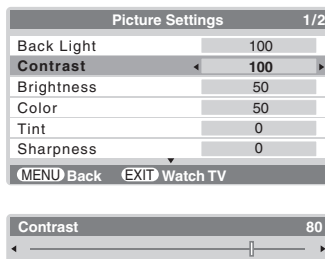 Picture Settings 1/2
Back Light 100
Contrast 100
Brightness 50
Color 50
Tint 0
Sharpness 0
MENU Back EXIT Watch TV
Contrast 80